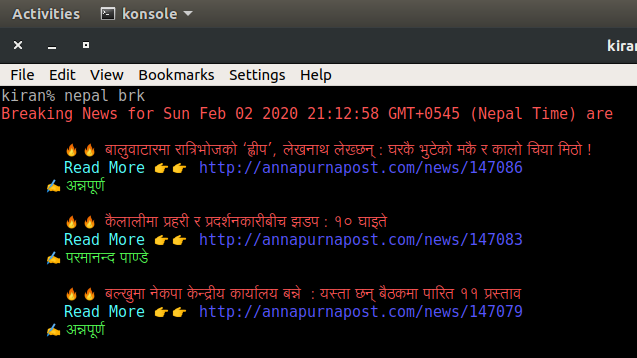 Activities konsole
kiran
File Edit View Bookmarks Settings Help
kiran% nepal brk
Breaking News for Sun Feb 02 2020 21:12:58 GMT+0545 (Nepal Time) are
🔥🔥 बालुवाटारमा रात्रिभोजको ‘ह्वीप’, लेखनाथ लेख्छन् : घरकै भुटेको मकै र कालो चिया मिठो !
Read More 👉👉 http://annapurnapost.com/news/147086
✍ अन्नपूर्ण
🔥🔥 कैलालीमा प्रहरी र प्रदर्शनकारीबीच झडप : १० घाइते
Read More 👉👉 http://annapurnapost.com/news/147083
✍ परमानन्द पाण्डे
🔥🔥 बल्खुमा नेकपा केन्द्रीय कार्यालय बन्ने : यस्ता छन् बैठकमा पारित ११ प्रस्ताव
Read More 👉👉 http://annapurnapost.com/news/147079
✍ अन्नपूर्ण